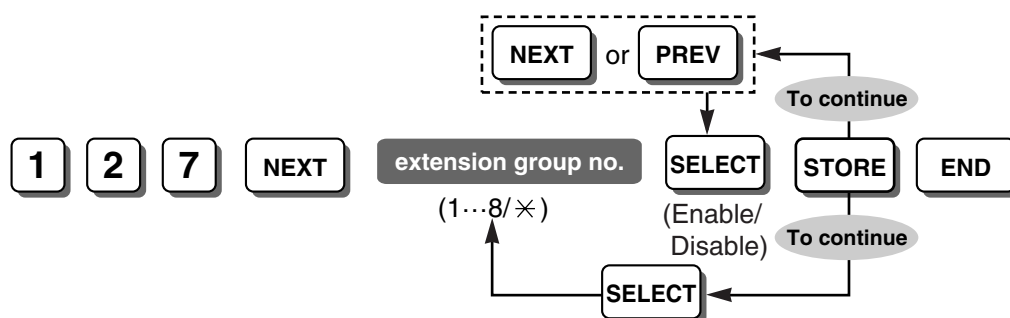 NEXT or PREV
To continue
1 2 7 NEXT extension group no. SELECT STORE END
(1···8/✳)
(Enable/
Disable)
To continue
SELECT